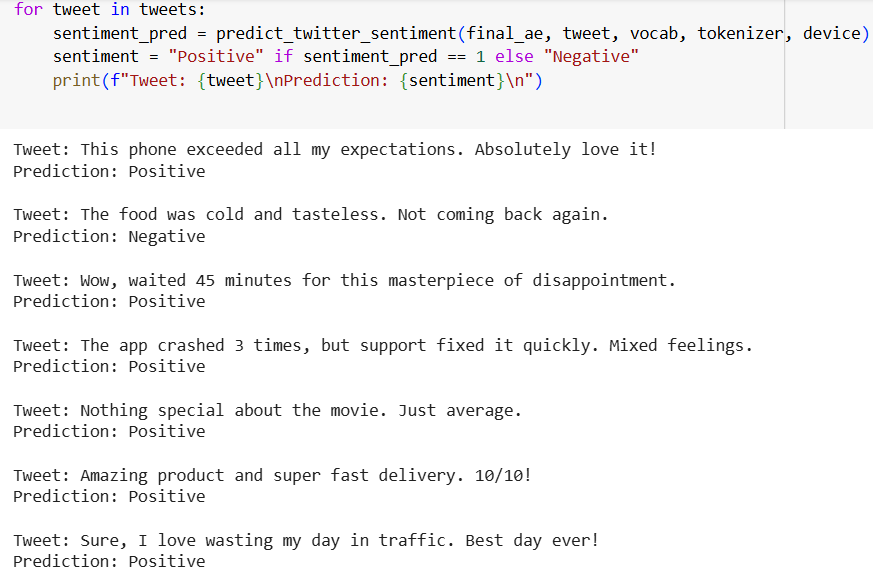 for tweet in tweets:
    sentiment_pred = predict_twitter_sentiment(final_ae, tweet, vocab, tokenizer, device)
    sentiment = "Positive" if sentiment_pred == 1 else "Negative"
    print(f"Tweet: {tweet}\nPrediction: {sentiment}\n")
Tweet: This phone exceeded all my expectations. Absolutely love it!
Prediction: Positive
Tweet: The food was cold and tasteless. Not coming back again.
Prediction: Negative
Tweet: Wow, waited 45 minutes for this masterpiece of disappointment.
Prediction: Positive
Tweet: The app crashed 3 times, but support fixed it quickly. Mixed feelings.
Prediction: Positive
Tweet: Nothing special about the movie. Just average.
Prediction: Positive
Tweet: Amazing product and super fast delivery. 10/10!
Prediction: Positive
Tweet: Sure, I love wasting my day in traffic. Best day ever!
Prediction: Positive